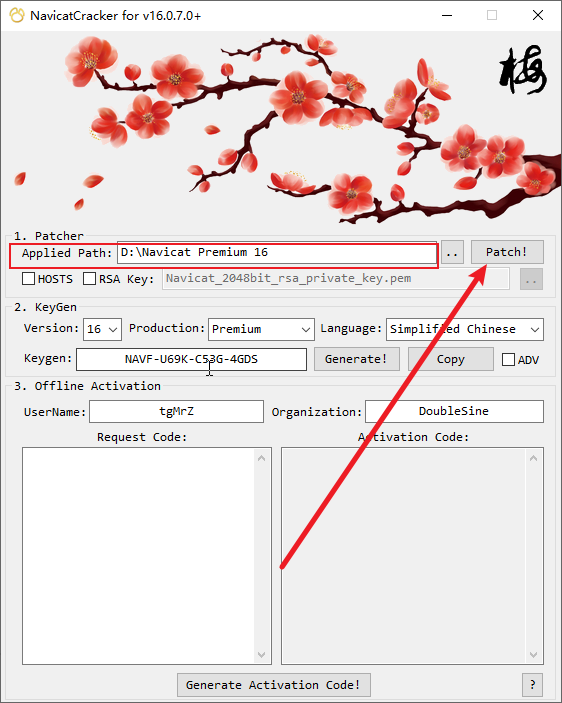 NavicatCracker for v16.0.7.0+
梅
1. Patcher
Applied Path: D:\Navicat Premium 16 .. Patch!
HOSTS RSA Key: Navicat_2048bit_rsa_private_key.pem ..
2. KeyGen
Version: 16 Production: Premium Language: Simplified Chinese
Keygen: NAVF-U69K-C53G-4GDS Generate! Copy ADV
3. Offline Activation
UserName: tgMrZ Organization: DoubleSine
Request Code: Activation Code:
Generate Activation Code! ?